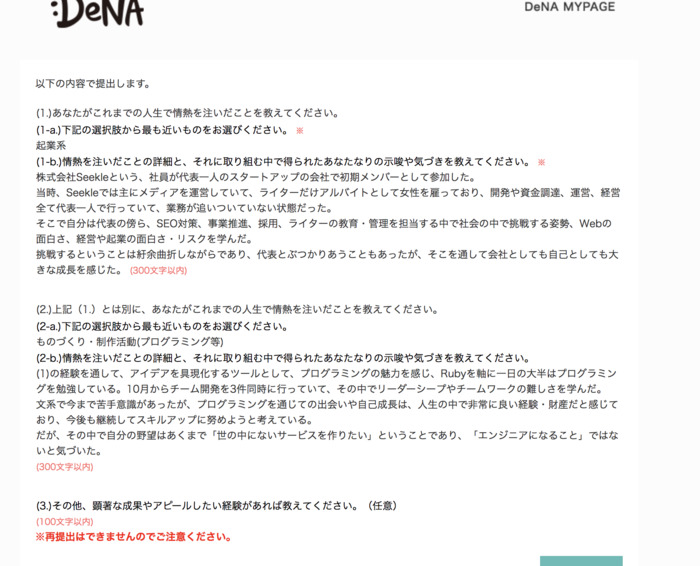 :DeNA
DeNA MYPAGE
以下の内容で提出します。
(1.)あなたがこれまでの人生で情熱を注いだことを教えてください。
(1-a.)下記の選択肢から最も近いものをお選びください。 ※
起業系
(1-b.)情熱を注いだことの詳細と、それに取り組む中で得られたあなたなりの示唆や気づきを教えてください。 ※
株式会社Seekleという、社員が代表一人のスタートアップの会社で初期メンバーとして参加した。
当時、Seekleでは主にメディアを運営していて、ライターだけアルバイトとして女性を雇っており、開発や資金調達、運営、経営
全て代表一人で行っていて、業務が追いついていない状態だった。
そこで自分は代表の傍ら、SEO対策、事業推進、採用、ライターの教育・管理を担当する中で社会の中で挑戦する姿勢、Webの
面白さ、経営や起業の面白さ・リスクを学んだ。
挑戦するということは紆余曲折しながらであり、代表とぶつかりあうこともあったが、そこを通して会社としても自己としても大
きな成長を感じた。 (300文字以内)
(2.)上記（1.）とは別に、あなたがこれまでの人生で情熱を注いだことを教えてください。
(2-a.)下記の選択肢から最も近いものをお選びください。
ものづくり・制作活動(プログラミング等)
(2-b.)情熱を注いだことの詳細と、それに取り組む中で得られたあなたなりの示唆や気づきを教えてください。
(1)の経験を通して、アイデアを具現化するツールとして、プログラミングの魅力を感じ、Rubyを軸に一日の大半はプログラミン
グを勉強している。10月からチーム開発を3件同時に行っていて、その中でリーダーシープやチームワークの難しさを学んだ。
文系で今まで苦手意識があったが、プログラミングを通じての出会いや自己成長は、人生の中で非常に良い経験・財産だと感じて
おり、今後も継続してスキルアップに努めようと考えている。
だが、その中で自分の野望はあくまで「世の中にないサービスを作りたい」ということであり、「エンジニアになること」ではな
いと気づいた。
(300文字以内)
(3.)その他、顕著な成果やアピールしたい経験があれば教えてください。（任意）
(100文字以内)
※再提出はできませんのでご注意ください。